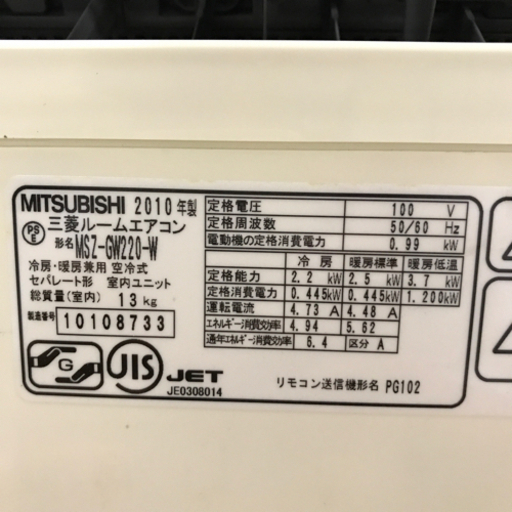 MITSUBISHI 2010年製
PS
E
三菱ルームエアコン
形名 MSZ-GW220-W
冷房・暖房兼用 空冷式
セパレート形 室内ユニット
総質量(室内) 13kg
製造番号 10108733
定格電圧 100 V
定格周波数 50/60 Hz
電動機の定格消費電力 0.99 kW
冷房 暖房標準 暖房低温
定格能力 2.2 kW 2.5 kW 3.7 kW
定格消費電力 0.445kW 0.445kW 1.200kW
運転電流 4.73 A 4.48 A
エネルギー消費効率 4.94 5.62
通年エネルギー消費効率 6.4 区分 A
G
JIS
JET
JE0308014
リモコン送信機形名 PG102